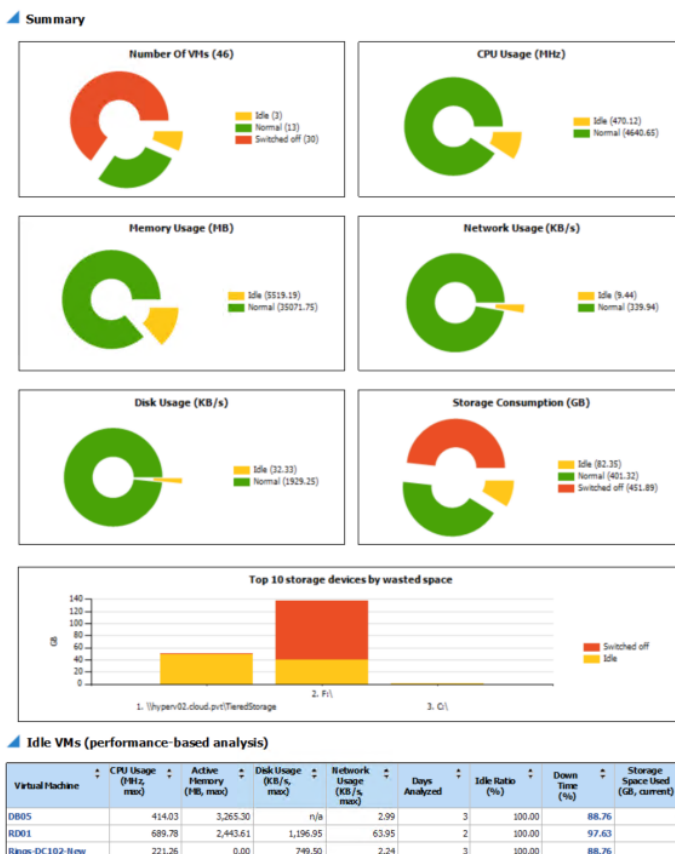 Summary
Number Of VMs (46)
Idle (3)
Normal (13)
Switched off (30)
CPU Usage (MHz)
Idle (470.12)
Normal (4640.65)
Memory Usage (MB)
Idle (5519.19)
Normal (35071.75)
Network Usage (KB/s)
Idle (9.44)
Normal (339.94)
Disk Usage (KB/s)
Idle (32.33)
Normal (1929.25)
Storage Consumption (GB)
Idle (82.35)
Normal (401.32)
Switched off (451.89)
Top 10 storage devices by wasted space
140
120
100
80
60
40
20
0
GB
1. \\hyperv02.cloud.pvt\TieredStorage
2. F:\
3. C:\
Switched off
Idle
Idle VMs (performance-based analysis)
Virtual Machine
CPU Usage (MHz, max)
Active Memory (MB, max)
Disk Usage (KB/s, max)
Network Usage (KB/s, max)
Days Analyzed
Idle Ratio (%)
Down Time (%)
Storage Space Used (GB, current)
DB05 414.03 3,265.30 n/a 2.99 3 100.00 88.76
RD01 689.78 2,443.61 1,196.95 63.95 2 100.00 97.63
Rings-DC102-New 221.26 0.00 749.50 2.24 3 100.00 88.76